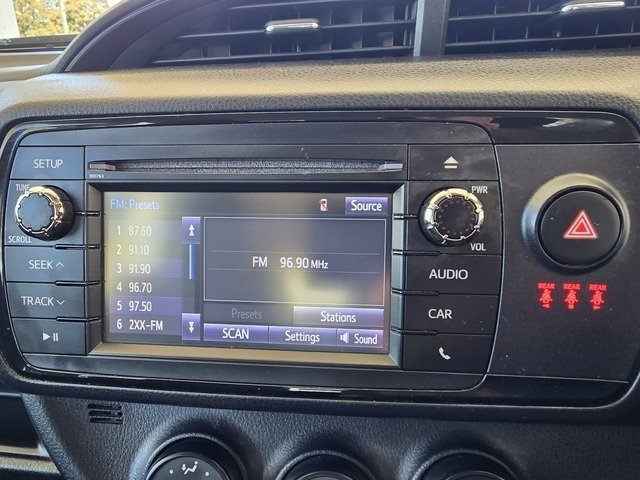 SETUP
100763
TUNE
SCROLL
SEEK
TRACK
FM: Presets
Source
1 87.60
2 91.10
3 91.90
4 96.70
5 97.50
6 2XX-FM
FM 96.90 MHz
Presets
Stations
SCAN
Settings
Sound
PWR
VOL
AUDIO
CAR
REAR REAR REAR